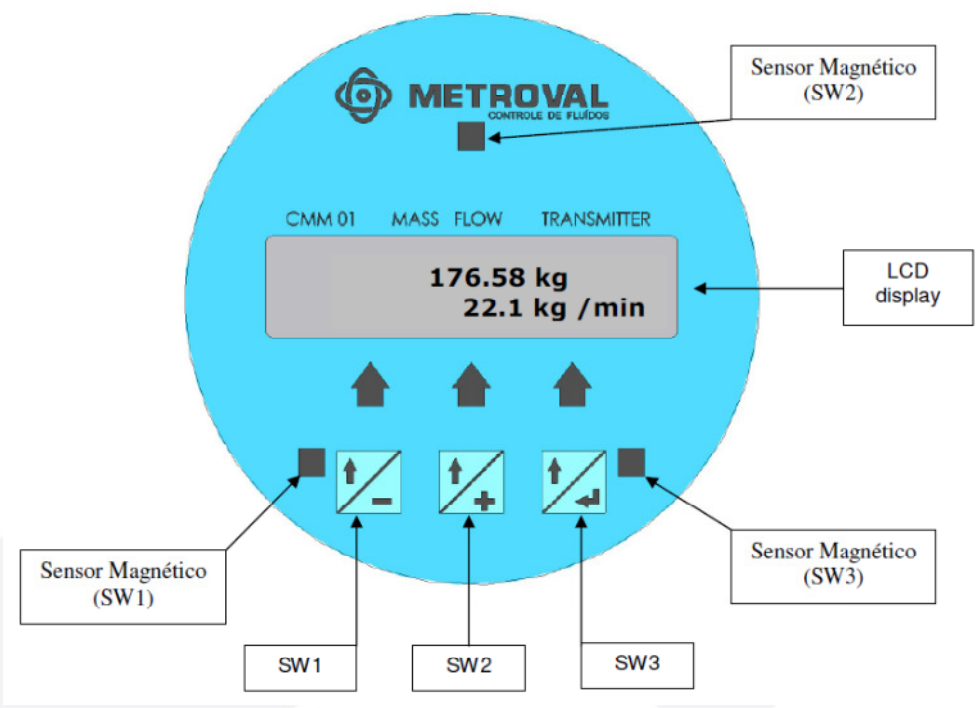 Sensor Magnético
(SW2)
METROVAL
CONTROLE DE FLUÍDOS
CMM 01 MASS FLOW TRANSMITTER
176.58 kg
22.1 kg /min
LCD
display
Sensor Magnético
(SW1)
Sensor Magnético
(SW3)
SW1
SW2
SW3